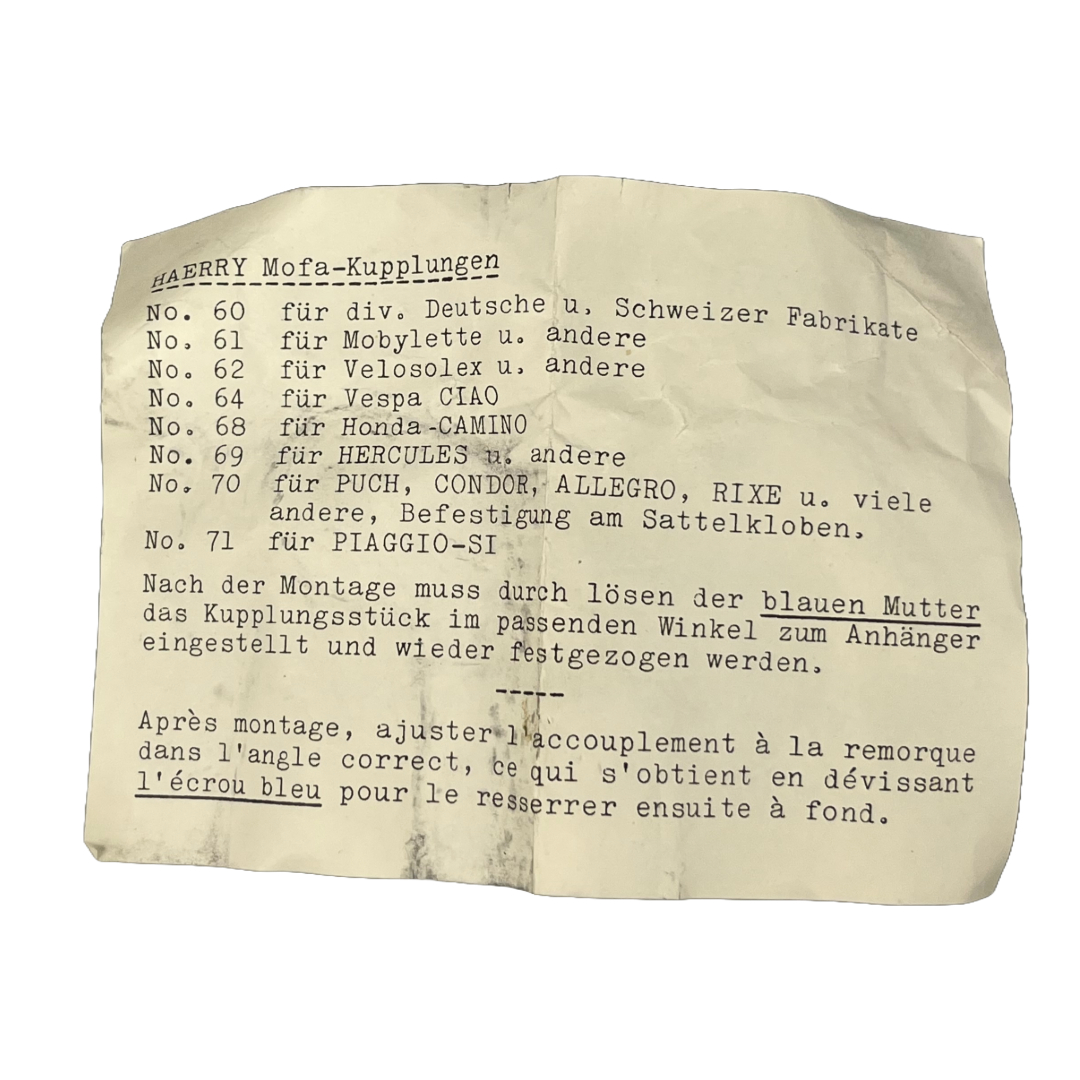 HAERRY Mofa-Kupplungen
No. 60 für div. Deutsche u. Schweizer Fabrikate
No. 61 für Mobylette u. andere
No. 62 für Velosolex u. andere
No. 64 für Vespa CIAO
No. 68 für Honda-CAMINO
No. 69 für HERCULES u. andere
No. 70 für PUCH, CONDOR, ALLEGRO, RIXE u. viele
andere, Befestigung am Sattelkloben.
No. 71 für PIAGGIO-SI
Nach der Montage muss durch lösen der blauen Mutter
das Kupplungsstück im passenden Winkel zum Anhänger
eingestellt und wieder festgezogen werden.
-----
Après montage, ajuster l'accouplement à la remorque
dans l'angle correct, ce qui s'obtient en dévissant
l'écrou bleu pour le resserrer ensuite à fond.